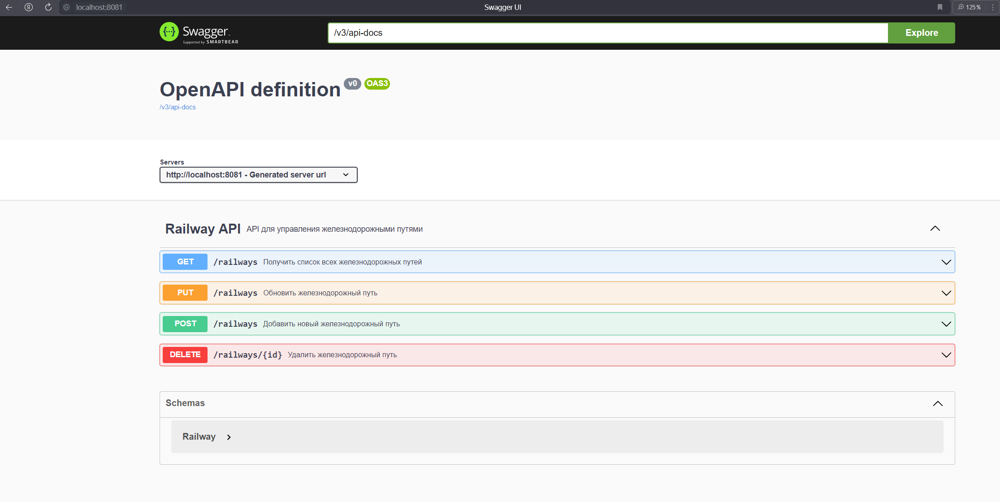 localhost:8081
Swagger UI
125%
Swagger
Supported by SMARTBEAR
/v3/api-docs
Explore
OpenAPI definition v0 OAS3
/v3/api-docs
Servers
http://localhost:8081 - Generated server url
Railway API API для управления железнодорожными путями
GET /railways Получить список всех железнодорожных путей
PUT /railways Обновить железнодорожный путь
POST /railways Добавить новый железнодорожный путь
DELETE /railways/{id} Удалить железнодорожный путь
Schemas
Railway